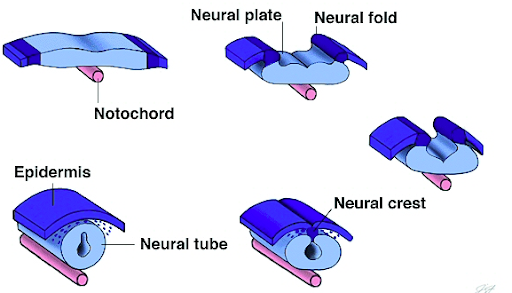 Neural plate
Neural fold
Notochord
Epidermis
Neural crest
Neural tube